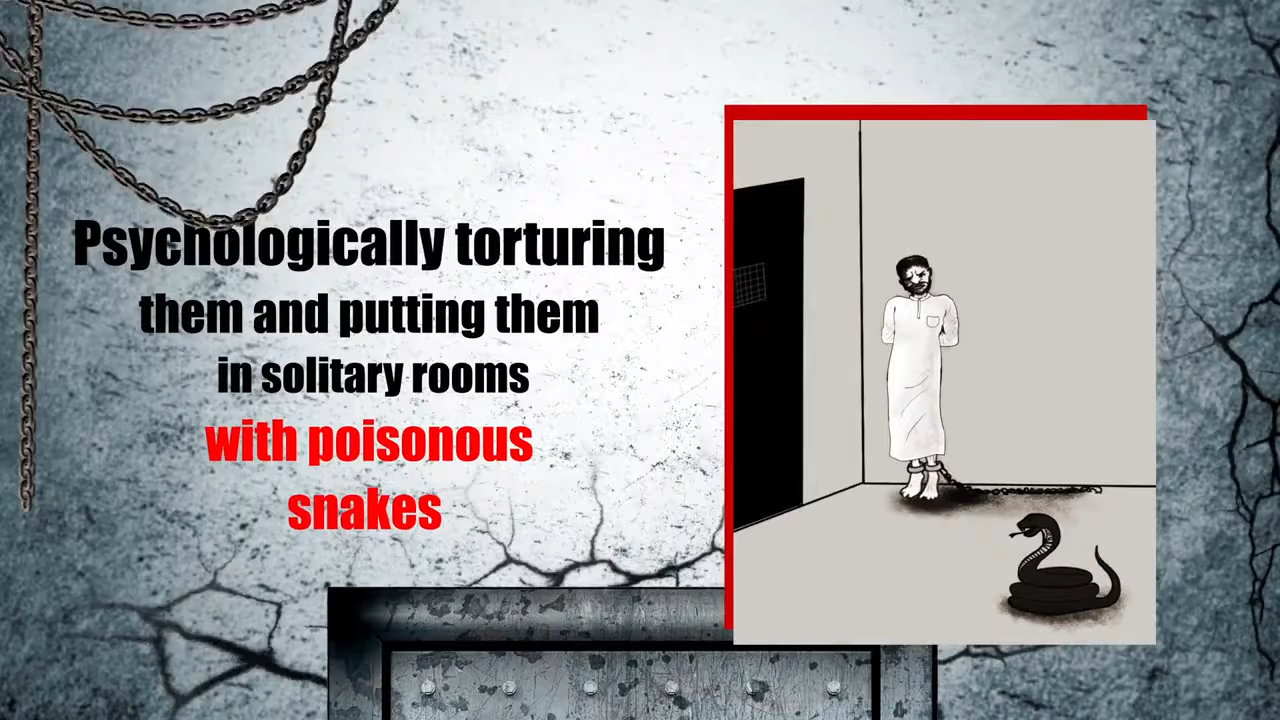 Psychologically torturing
them and putting them
in solitary rooms
with poisonous
snakes